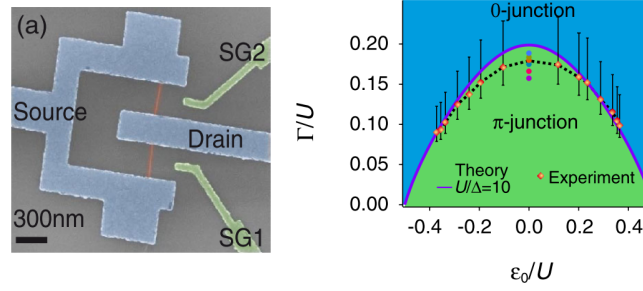 (a)
SG2
Source
Drain
300nm
SG1
0-junction
0.20
0.15
0.10
0.05
0.00
Γ/U
π-junction
Theory
U/Δ=10
Experiment
-0.4 -0.2 0.0 0.2 0.4
ε₀/U